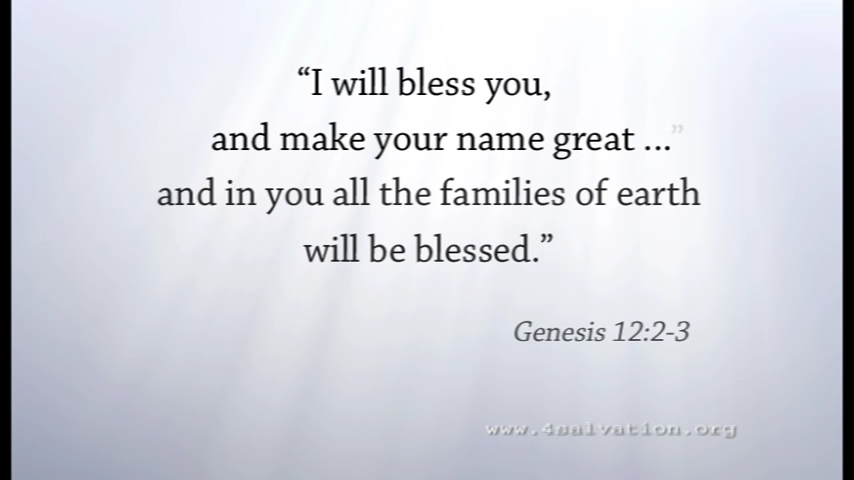 “I will bless you,
and make your name great ...”
and in you all the families of earth
will be blessed.”
Genesis 12:2-3
www.4salvation.org